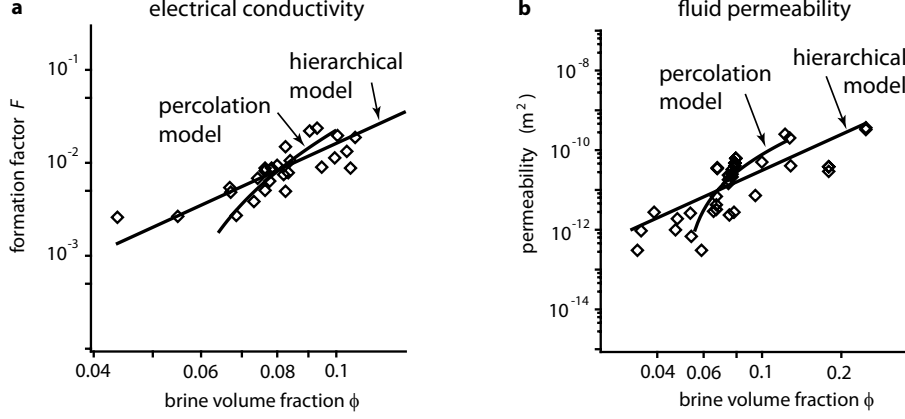 a
electrical conductivity
formation factor F
10⁻¹
10⁻²
10⁻³
percolation
model
hierarchical
model
0.04
0.06
0.08
0.1
brine volume fraction ϕ
b
fluid permeability
permeability (m²)
10⁻⁸
10⁻¹⁰
10⁻¹²
10⁻¹⁴
percolation
model
hierarchical
model
0.04
0.06
0.1
0.2
brine volume fraction ϕ